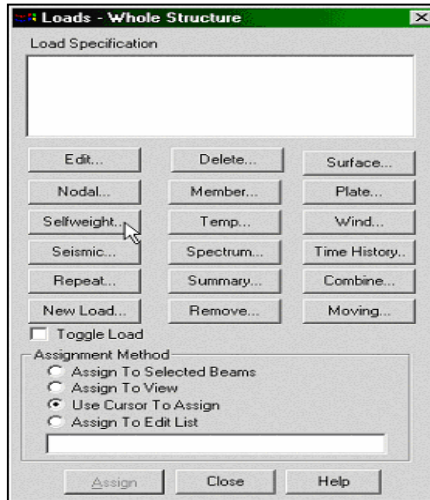 Loads - Whole Structure
Load Specification
Edit... Delete... Surface...
Nodal... Member... Plate...
Selfweight... Temp... Wind...
Seismic... Spectrum... Time History..
Repeat... Summary... Combine...
New Load... Remove... Moving...
Toggle Load
Assignment Method
Assign To Selected Beams
Assign To View
Use Cursor To Assign
Assign To Edit List
Assign Close Help